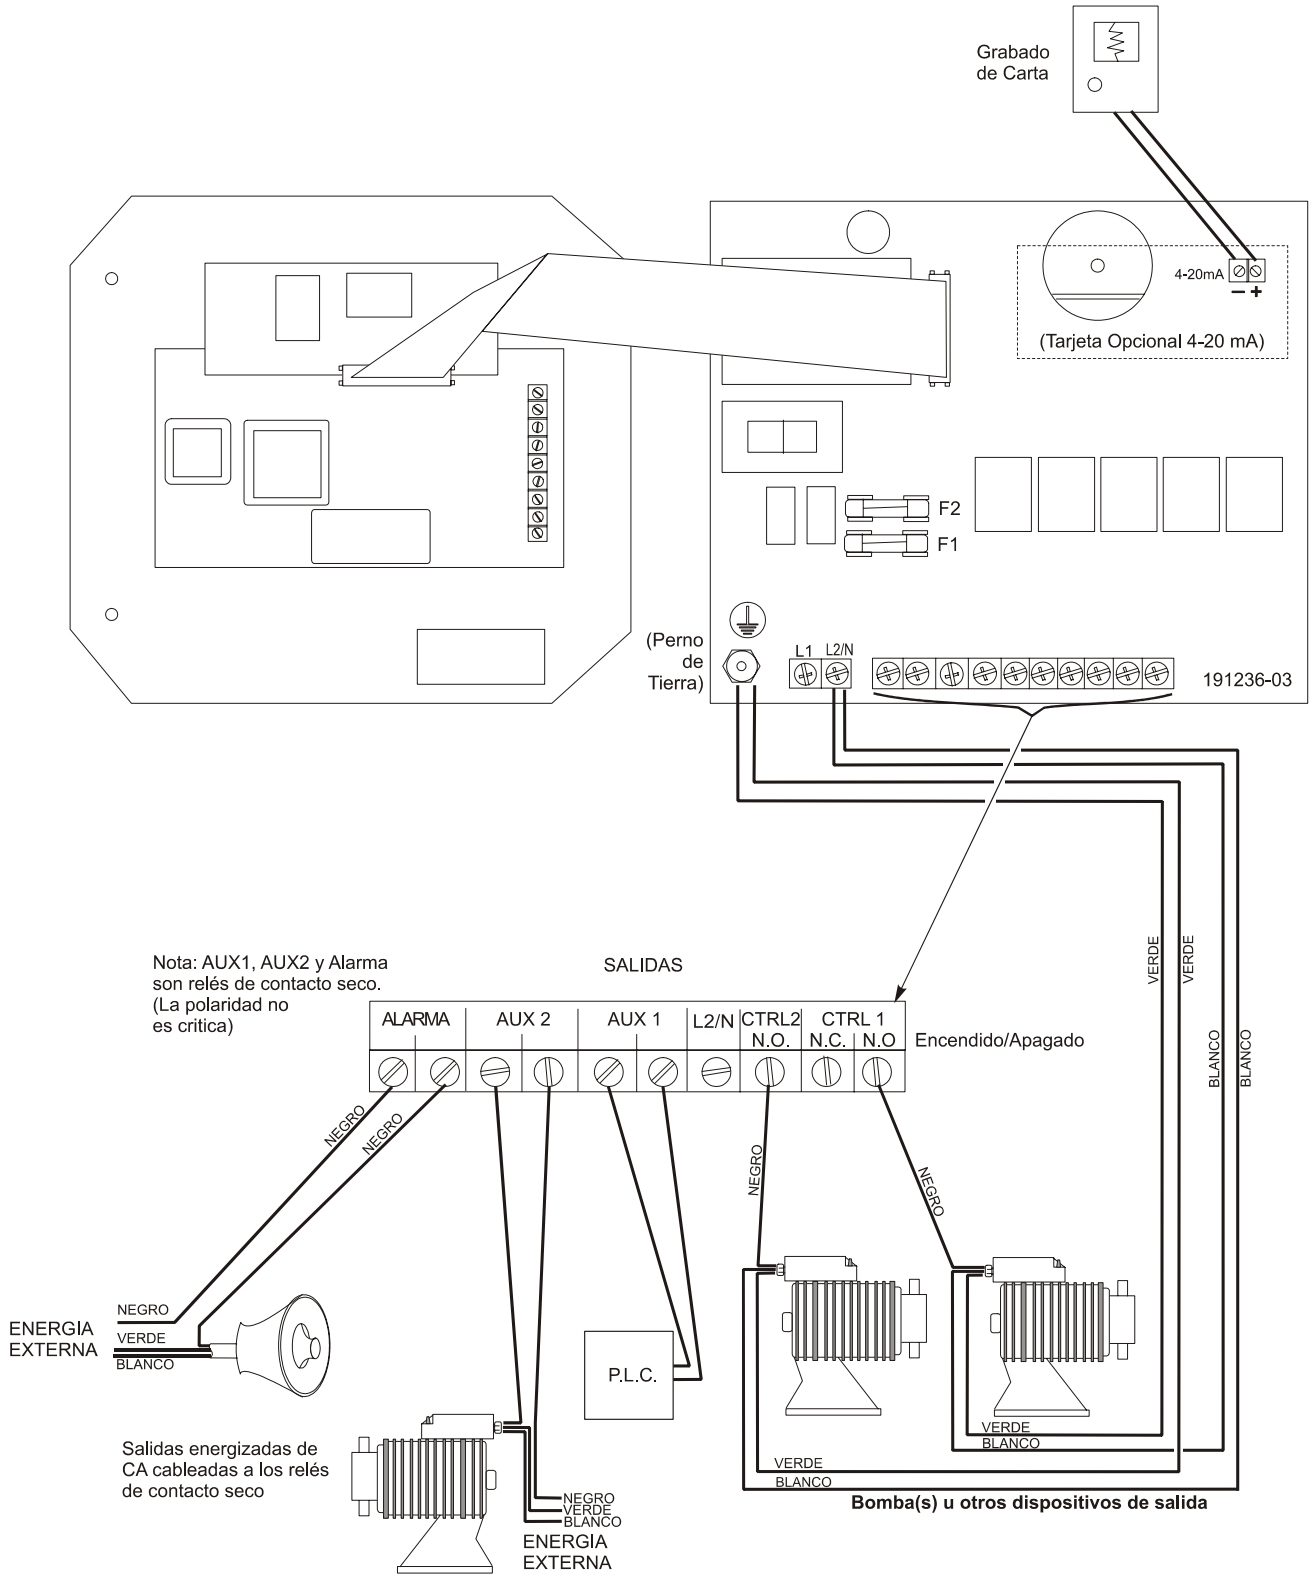 Grabado
de Carta
4-20mA
− +
(Tarjeta Opcional 4-20 mA)
F2
F1
(Perno
de
Tierra)
L1 L2/N
191236-03
VERDE
VERDE
BLANCO
BLANCO
Nota: AUX1, AUX2 y Alarma
son relés de contacto seco.
(La polaridad no
es critica)
SALIDAS
ALARMA AUX 2 AUX 1 L2/N CTRL2 CTRL 1
N.O. N.C. N.O
Encendido/Apagado
NEGRO
NEGRO
NEGRO
NEGRO
ENERGIA
EXTERNA
NEGRO
VERDE
BLANCO
P.L.C.
Salidas energizadas de
CA cableadas a los relés
de contacto seco
NEGRO
VERDE
BLANCO
ENERGIA
EXTERNA
VERDE
BLANCO
VERDE
BLANCO
Bomba(s) u otros dispositivos de salida